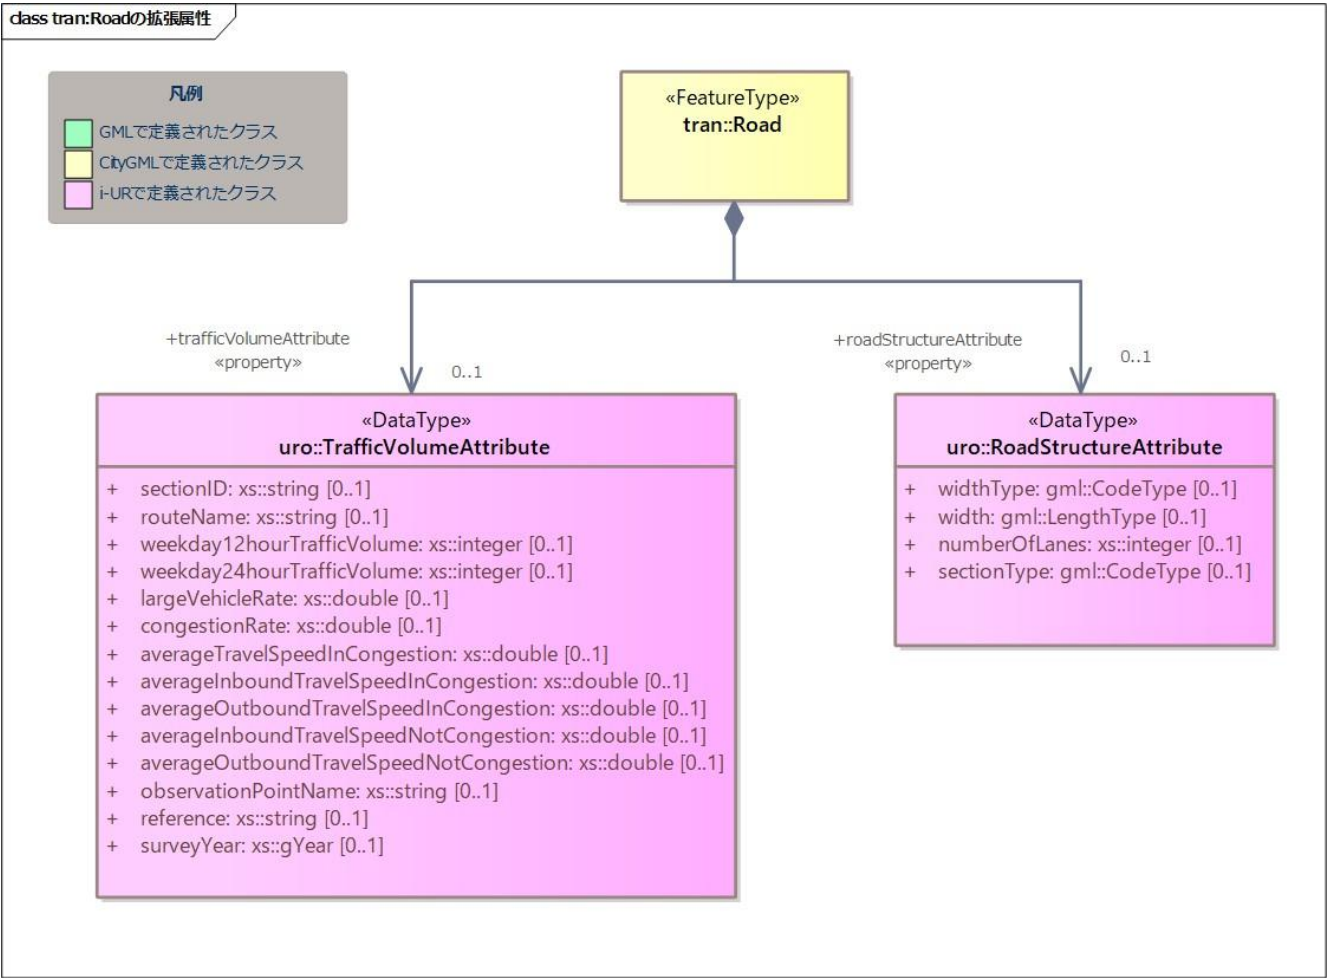 class tran:Roadの拡張属性
凡例
GMLで定義されたクラス
CityGMLで定義されたクラス
i-URで定義されたクラス
«FeatureType»
tran::Road
+trafficVolumeAttribute
«property»
0..1
+roadStructureAttribute
«property»
0..1
«DataType»
uro::TrafficVolumeAttribute
+ sectionID: xs::string [0..1]
+ routeName: xs::string [0..1]
+ weekday12hourTrafficVolume: xs::integer [0..1]
+ weekday24hourTrafficVolume: xs::integer [0..1]
+ largeVehicleRate: xs::double [0..1]
+ congestionRate: xs::double [0..1]
+ averageTravelSpeedInCongestion: xs::double [0..1]
+ averageInboundTravelSpeedInCongestion: xs::double [0..1]
+ averageOutboundTravelSpeedInCongestion: xs::double [0..1]
+ averageInboundTravelSpeedNotCongestion: xs::double [0..1]
+ averageOutboundTravelSpeedNotCongestion: xs::double [0..1]
+ observationPointName: xs::string [0..1]
+ reference: xs::string [0..1]
+ surveyYear: xs::gYear [0..1]
«DataType»
uro::RoadStructureAttribute
+ widthType: gml::CodeType [0..1]
+ width: gml::LengthType [0..1]
+ numberOfLanes: xs::integer [0..1]
+ sectionType: gml::CodeType [0..1]